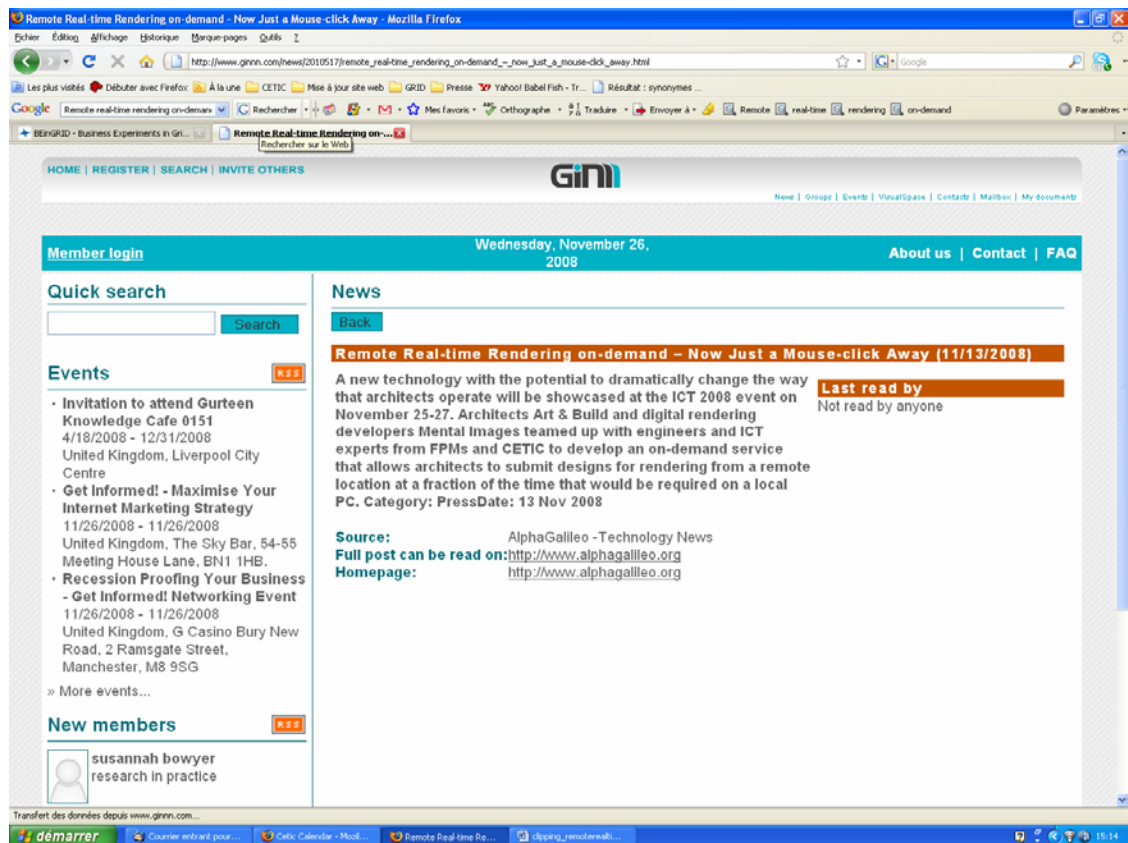 Remote Real-time Rendering on-demand - Now Just a Mouse-click Away - Mozilla Firefox
Fichier Édition Affichage Historique Marque-pages Outils ?
http://www.ginnn.com/news/2010517/remote_real-time_rendering_on-demand_-_now_just_a_mouse-click_away.html
Google
Les plus visités Débuter avec Firefox À la une CETIC Mise à jour site web GRID Presse Yahoo! Babel Fish - Tr... Résultat : synonymes ...
Google Remote real-time rendering on-deman Rechercher Mes favoris Orthographe Traduire Envoyer à Remote real-time rendering on-demand Paramètres
BEinGRID - Business Experiments in Gri... Remote Real-time Rendering on-...
Rechercher sur le Web
HOME | REGISTER | SEARCH | INVITE OTHERS
Ginnn
News | Groups | Events | VisualSpace | Contacts | Mailbox | My documents
Member login
Wednesday, November 26,
2008
About us | Contact | FAQ
Quick search
Search
Events
RSS
· Invitation to attend Gurteen
Knowledge Cafe 0151
4/18/2008 - 12/31/2008
United Kingdom, Liverpool City
Centre
· Get Informed! - Maximise Your
Internet Marketing Strategy
11/26/2008 - 11/26/2008
United Kingdom, The Sky Bar, 54-55
Meeting House Lane, BN1 1HB.
· Recession Proofing Your Business
- Get Informed! Networking Event
11/26/2008 - 11/26/2008
United Kingdom, G Casino Bury New
Road, 2 Ramsgate Street,
Manchester, M8 9SG
» More events...
New members
RSS
susannah bowyer
research in practice
News
Back
Remote Real-time Rendering on-demand – Now Just a Mouse-click Away (11/13/2008)
A new technology with the potential to dramatically change the way
that architects operate will be showcased at the ICT 2008 event on
November 25-27. Architects Art & Build and digital rendering
developers Mental Images teamed up with engineers and ICT
experts from FPMs and CETIC to develop an on-demand service
that allows architects to submit designs for rendering from a remote
location at a fraction of the time that would be required on a local
PC. Category: PressDate: 13 Nov 2008
Last read by
Not read by anyone
Source: AlphaGalileo -Technology News
Full post can be read on:http://www.alphagalileo.org
Homepage: http://www.alphagalileo.org
Transfert des données depuis www.ginnn.com...
démarrer Courrier entrant pour... Cetic Calendar - Mozil... Remote Real-time Re... clipping_remotereali... 15:14